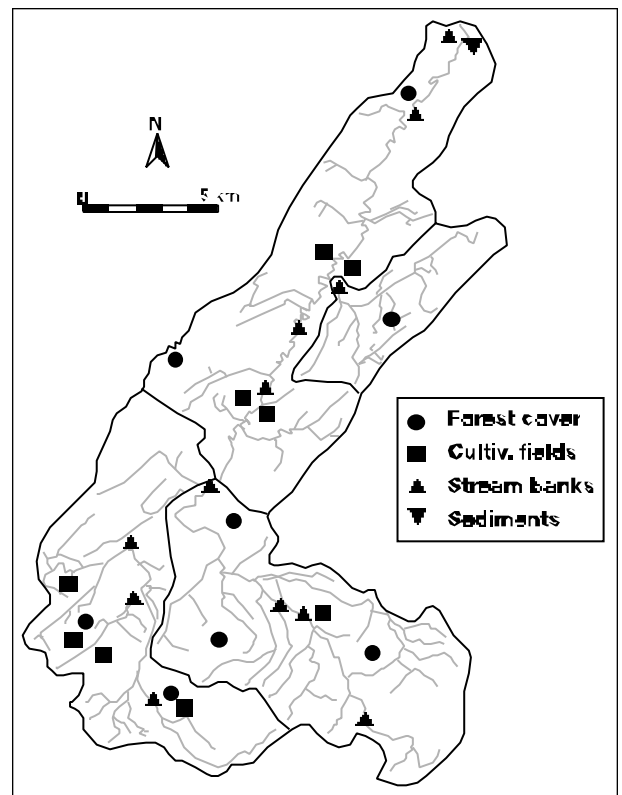 N
0 5 km
Forest cover
Cultiv. fields
Stream banks
Sediments